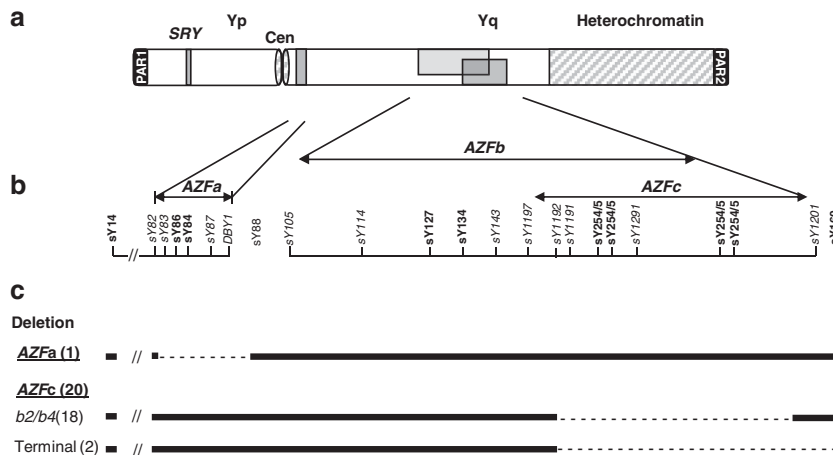 a
SRY Yp Cen Yq Heterochromatin
PAR1 PAR2
AZFb
b
AZFa AZFc
sY14 // sY82 sY83 sY86 sY84 sY87 DBY1 sY88 sY105 sY114 sY127 sY134 sY143 sY1197 sY1192 sY1191 sY254/5 sY254/5 sY1291 sY254/5 sY254/5 sY1201
c
Deletion
AZFa (1) //
AZFc (20)
b2/b4(18) //
Terminal (2) //